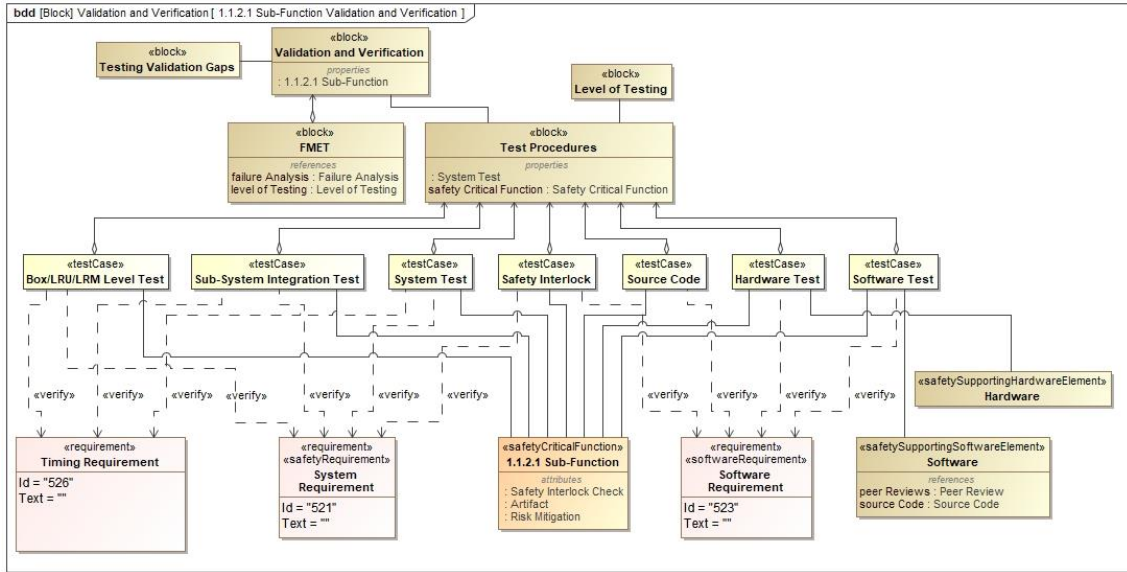 bdd [Block] Validation and Verification [ 1.1.2.1 Sub-Function Validation and Verification ]
«block»
Testing Validation Gaps
«block»
Validation and Verification
properties
: 1.1.2.1 Sub-Function
«block»
Level of Testing
«block»
FMET
references
failure Analysis : Failure Analysis
level of Testing : Level of Testing
«block»
Test Procedures
properties
: System Test
safety Critical Function : Safety Critical Function
«testCase»
Box/LRU/LRM Level Test
«testCase»
Sub-System Integration Test
«testCase»
System Test
«testCase»
Safety Interlock
«testCase»
Source Code
«testCase»
Hardware Test
«testCase»
Software Test
«safetySupportingHardwareElement»
Hardware
«verify»
«verify»
«verify»
«verify»
«verify»
«verify»
«verify»
«verify»
«verify»
«verify»
«verify»
«requirement»
Timing Requirement
Id = "526"
Text = ""
«requirement»
«safetyRequirement»
System
Requirement
Id = "521"
Text = ""
«safetyCriticalFunction»
1.1.2.1 Sub-Function
attributes
: Safety Interlock Check
: Artifact
: Risk Mitigation
«requirement»
«softwareRequirement»
Software
Requirement
Id = "523"
Text = ""
«safetySupportingSoftwareElement»
Software
references
peer Reviews : Peer Review
source Code : Source Code